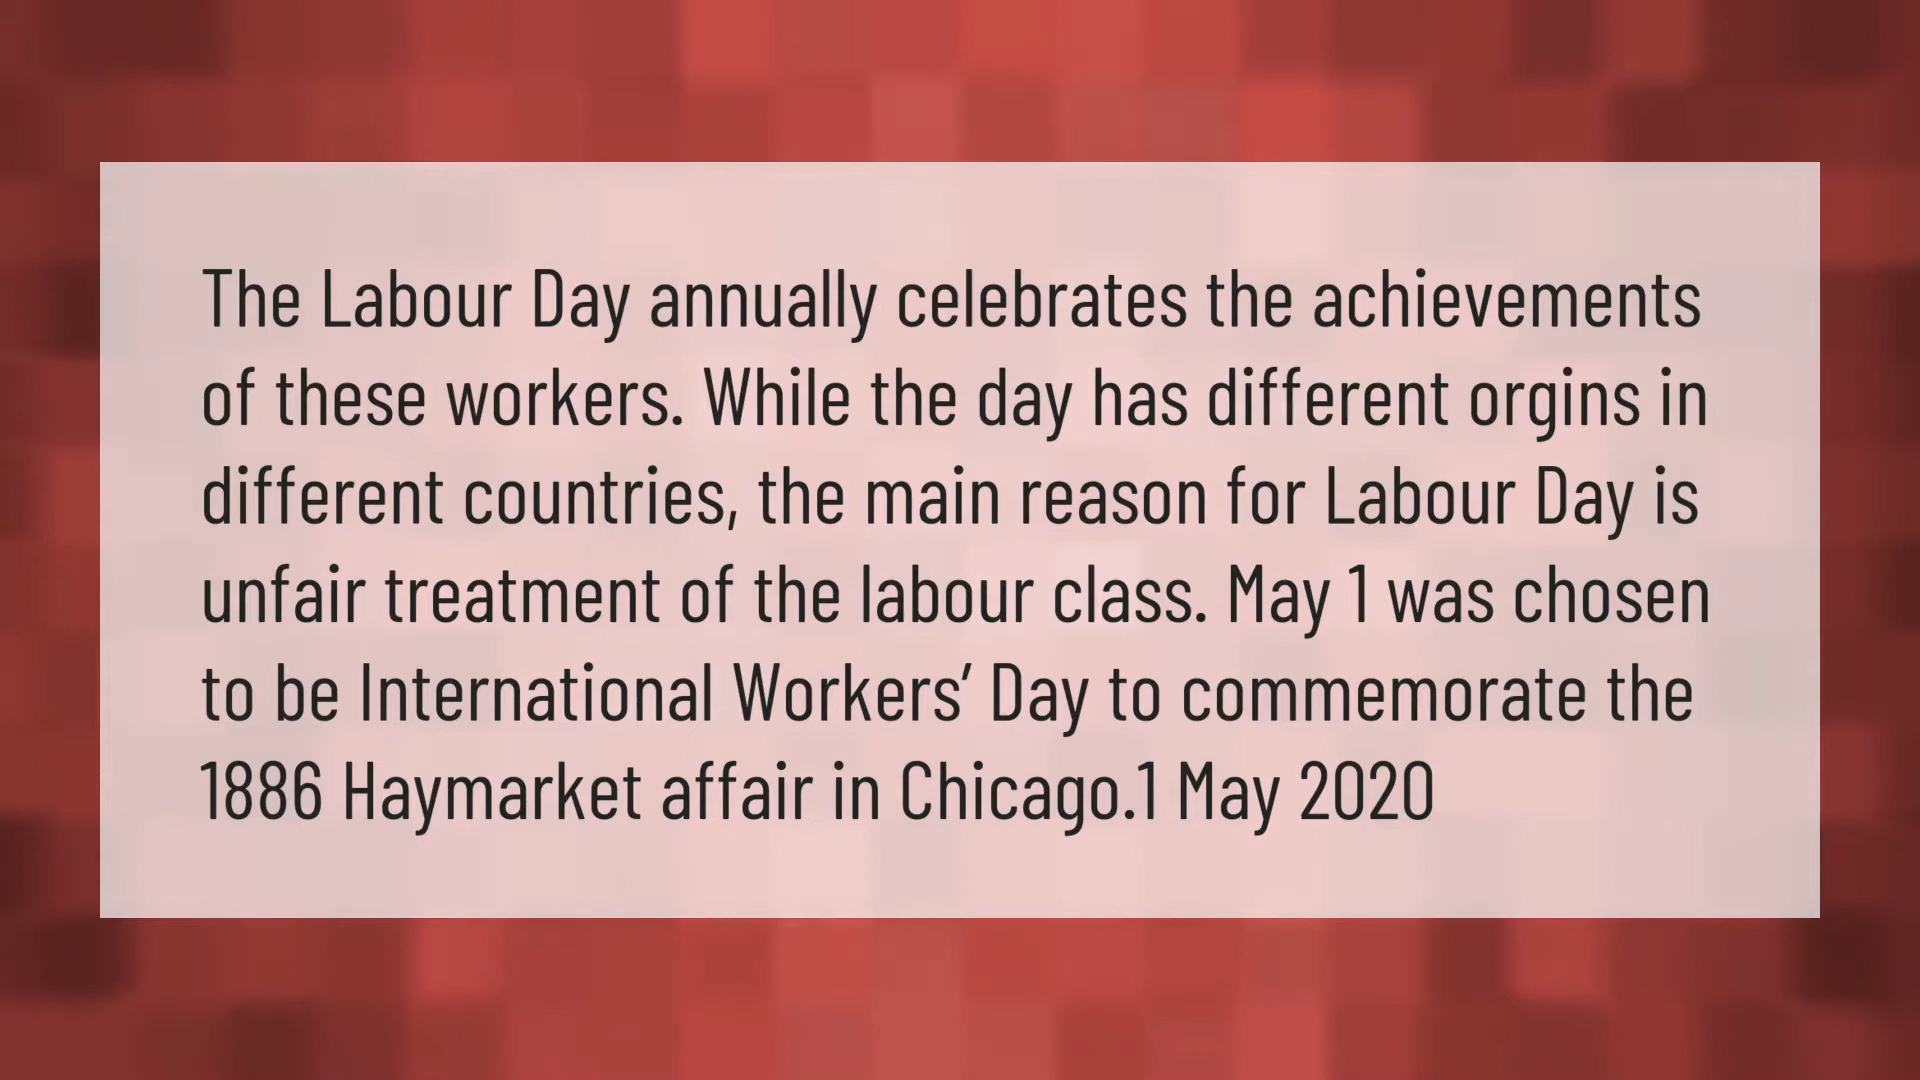 The Labour Day annually celebrates the achievements
of these workers. While the day has different orgins in
different countries, the main reason for Labour Day is
unfair treatment of the labour class. May 1 was chosen
to be International Workers’ Day to commemorate the
1886 Haymarket affair in Chicago.1 May 2020